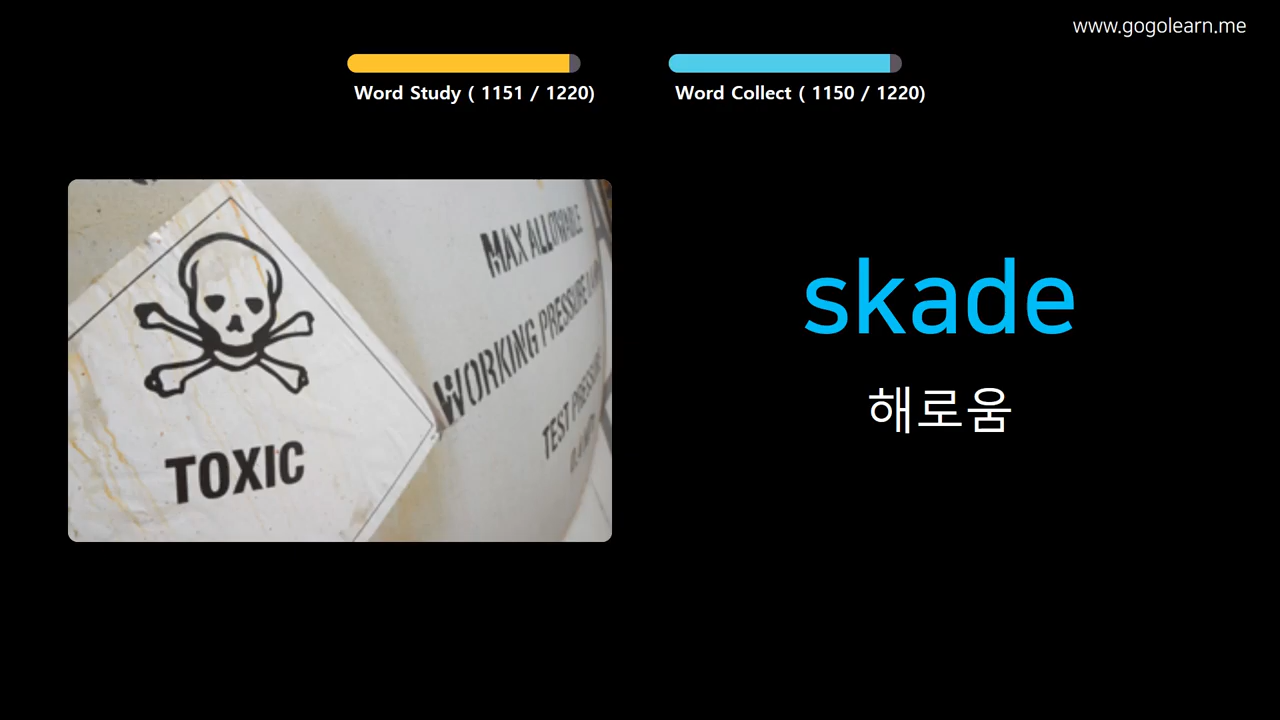 www.gogolearn.me
Word Study ( 1151 / 1220)
Word Collect ( 1150 / 1220)
MAX ALLOWABLE
WORKING PRESSURE
TEST PRESSURE
TOXIC
skade
해로움